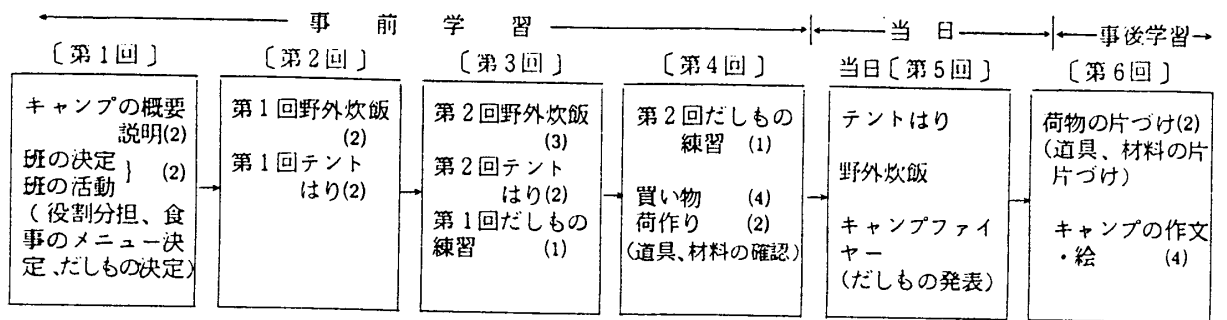 事前学習
当日
事後学習
〔第1回〕
キャンプの概要
説明(2)
班の決定
班の活動 } (2)
(役割分担、食
事のメニュー決
定、だしもの決定)
〔第2回〕
第1回野外炊飯
(2)
第1回テント
はり(2)
〔第3回〕
第2回野外炊飯
(3)
第2回テント
はり(2)
第1回だしもの
練習 (1)
〔第4回〕
第2回だしもの
練習 (1)
買い物 (4)
荷作り (2)
(道具、材料の確認)
当日〔第5回〕
テントはり
野外炊飯
キャンプファイ
ヤー
(だしもの発表)
〔第6回〕
荷物の片づけ(2)
(道具、材料の片
片づけ)
キャンプの作文
・絵 (4)